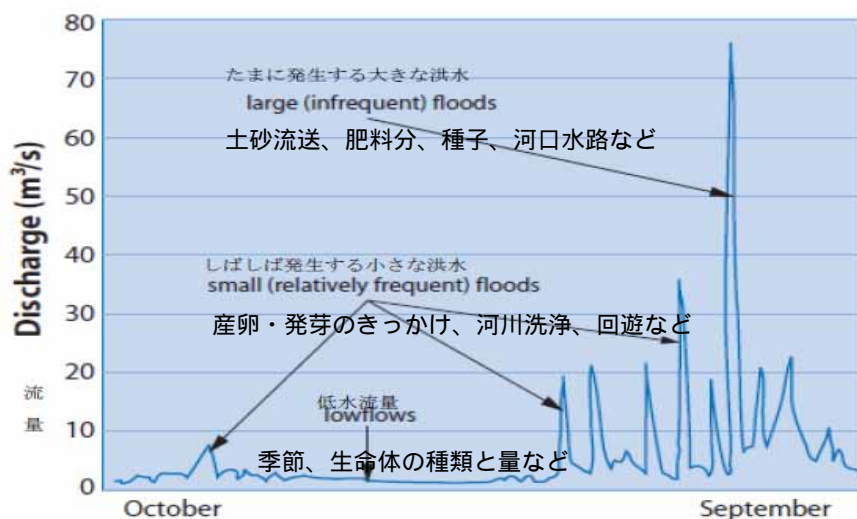 80
70
60
50
40
30
20
10
0
Discharge (m³/s)
流量
たまに発生する大きな洪水
large (infrequent) floods
土砂流送、肥料分、種子、河口水路など
しばしば発生する小さな洪水
small (relatively frequent) floods
産卵・発芽のきっかけ、河川洗浄、回遊など
低水流量
lowflows
季節、生命体の種類と量など
October
September